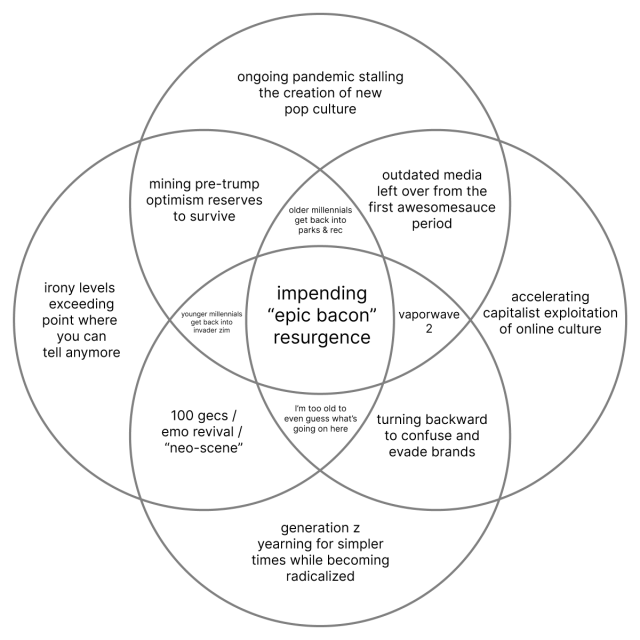 ongoing pandemic stalling
the creation of new
pop culture
mining pre-trump
optimism reserves
to survive
older millennials
get back into
parks & rec
outdated media
left over from the
first awesomesauce
period
irony levels
exceeding
point where
you can
tell anymore
younger millennials
get back into
invader zim
impending
“epic bacon”
resurgence
vaporwave
2
accelerating
capitalist exploitation
of online culture
100 gecs /
emo revival /
“neo-scene”
I’m too old to
even guess what’s
going on here
turning backward
to confuse and
evade brands
generation z
yearning for simpler
times while becoming
radicalized